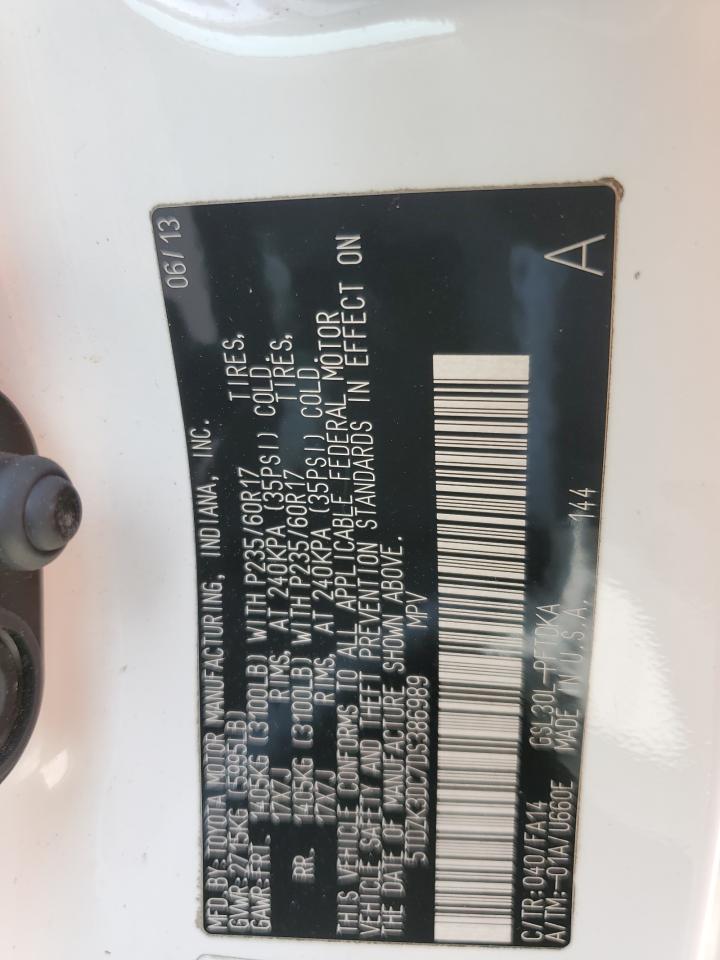 MFD.BY:TOYOTA MOTOR MANUFACTURING, INDIANA, INC. 06/13
GVWR:2715KG (5995LB)
GAWR:FRT. 1405KG (3100LB) WITH P235/60R17 TIRES,
17X7J RIMS, AT 240KPA (35PSI) COLD.
RR. 1405KG (3100LB) WITH P235/60R17 TIRES,
17X7J RIMS, AT 240KPA (35PSI) COLD.
THIS VEHICLE CONFORMS TO ALL APPLICABLE FEDERAL MOTOR
VEHICLE SAFETY AND THEFT PREVENTION STANDARDS IN EFFECT ON
THE DATE OF MANUFACTURE SHOWN ABOVE.
5TDZK3DC7DS386989 MPV
C/TR:040/FA14 GSL30L-PFTDKA
A/TM:-01A/U660E MADE IN U.S.A. 144 A